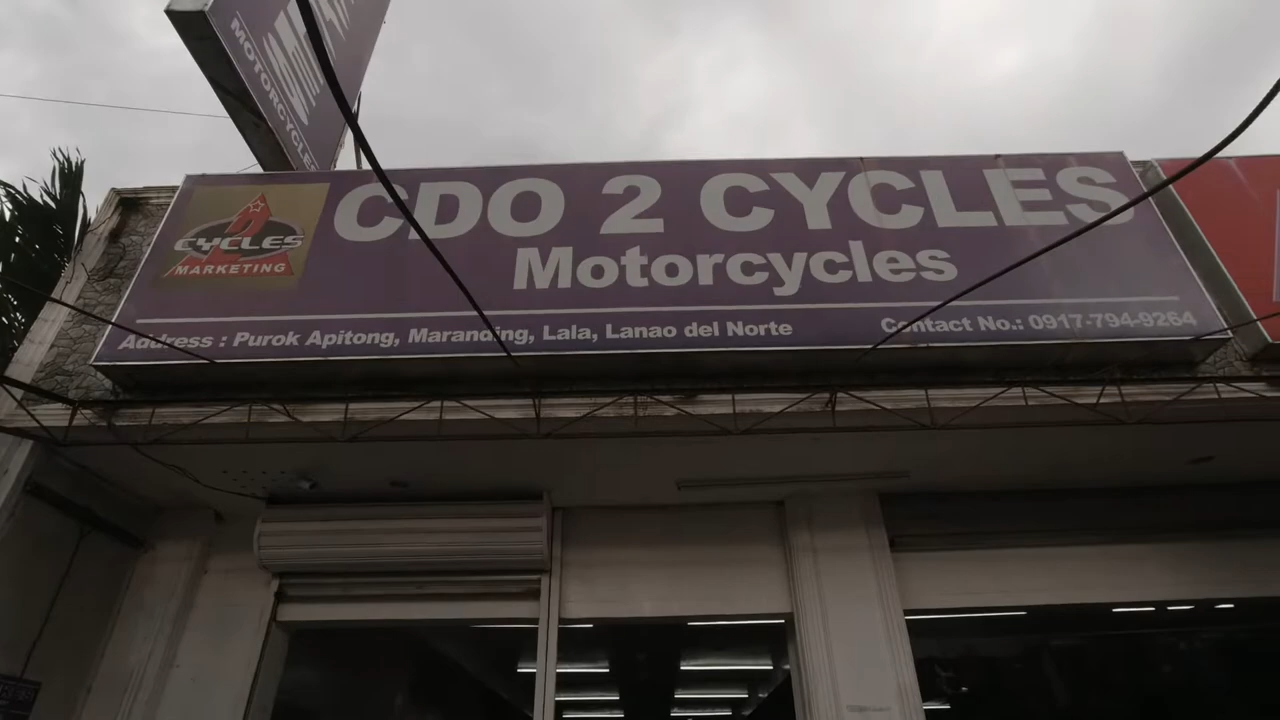 MOTORCYCLES
CYCLES
MARKETING
CDO 2 CYCLES
Motorcycles
Address : Purok Apitong, Maranding, Lala, Lanao del Norte
Contact No.: 0917-794-9264